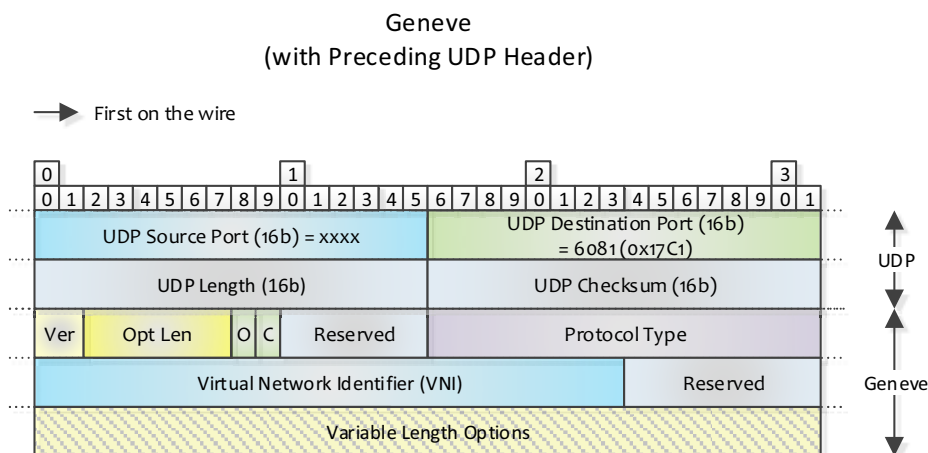 Geneve
(with Preceding UDP Header)
First on the wire
0 1 2 3
0 1 2 3 4 5 6 7 8 9 0 1 2 3 4 5 6 7 8 9 0 1 2 3 4 5 6 7 8 9 0 1
UDP Source Port (16b) = xxxx
UDP Destination Port (16b)
= 6081 (0x17C1)
UDP
UDP Length (16b)
UDP Checksum (16b)
Ver
Opt Len
O
C
Reserved
Protocol Type
Virtual Network Identifier (VNI)
Reserved
Geneve
Variable Length Options